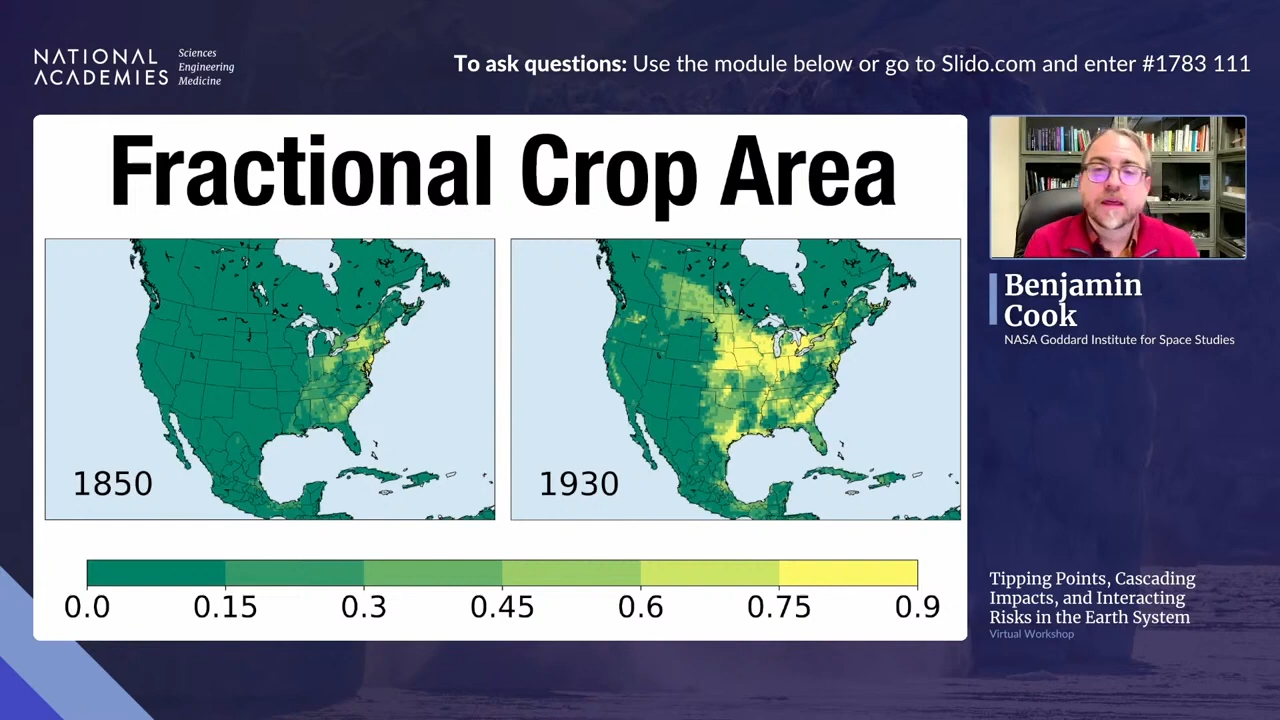 NATIONAL
ACADEMIES
Sciences
Engineering
Medicine
To ask questions: Use the module below or go to Slido.com and enter #1783 111
Fractional Crop Area
1850
1930
0.0 0.15 0.3 0.45 0.6 0.75 0.9
Benjamin
Cook
NASA Goddard Institute for Space Studies
Tipping Points, Cascading
Impacts, and Interacting
Risks in the Earth System
Virtual Workshop